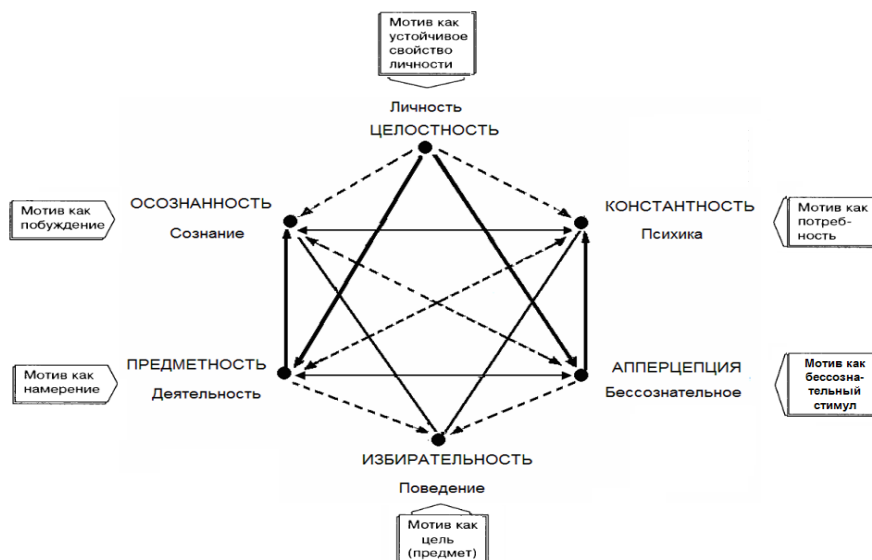 Мотив как
устойчивое
свойство
личности
Личность
ЦЕЛОСТНОСТЬ
ОСОЗНАННОСТЬ
Сознание
Мотив как
побуждение
КОНСТАНТНОСТЬ
Психика
Мотив как
потреб-
ность
ПРЕДМЕТНОСТЬ
Деятельность
Мотив как
намерение
АППЕРЦЕПЦИЯ
Бессознательное
Мотив как
бессозна-
тельный
стимул
ИЗБИРАТЕЛЬНОСТЬ
Поведение
Мотив как
цель
(предмет)